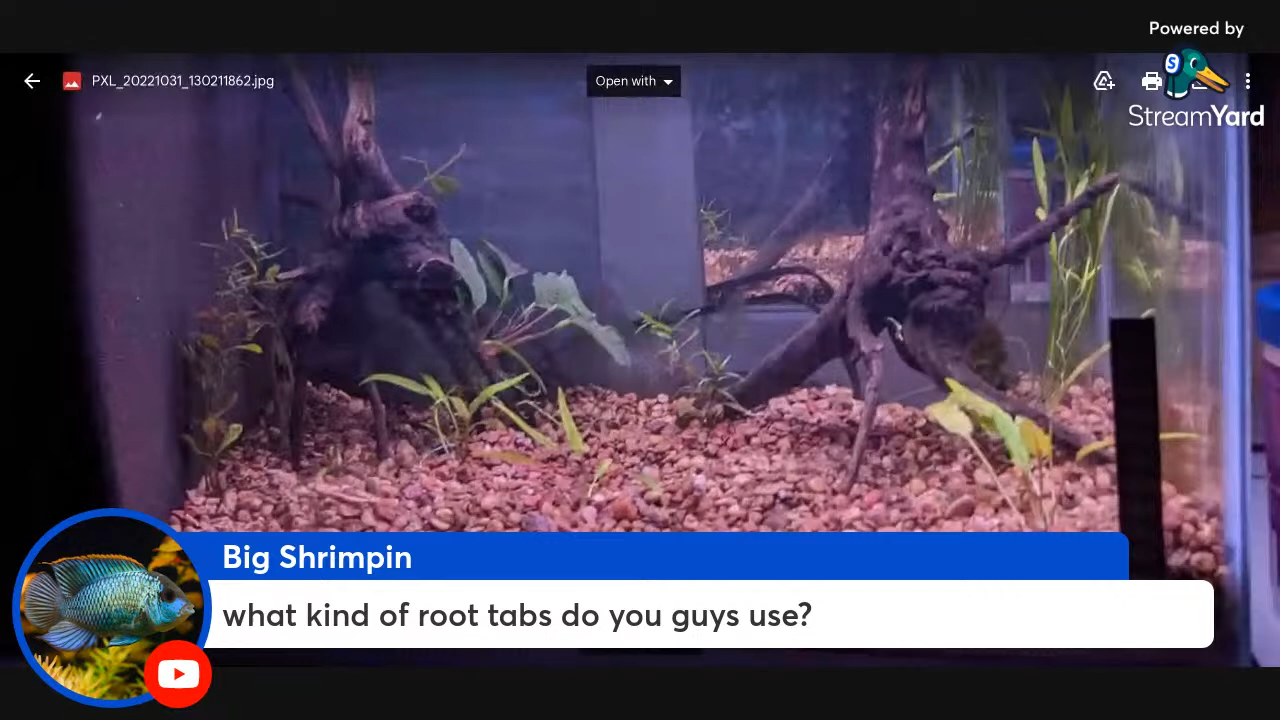 Powered by
PXL_20221031_130211862.jpg
Open with
S
StreamYard
Big Shrimpin
what kind of root tabs do you guys use?